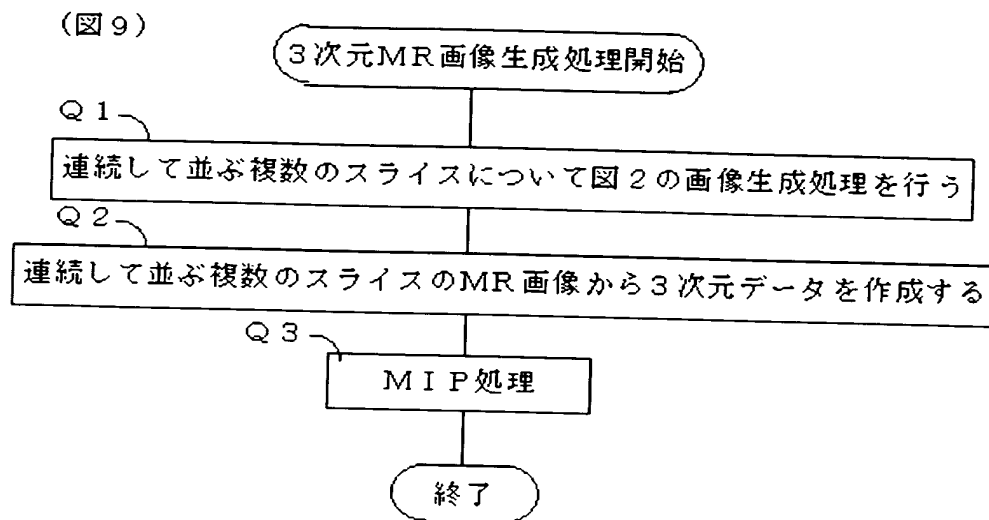 (図9)
3次元MR画像生成処理開始
Q1
連続して並ぶ複数のスライスについて図2の画像生成処理を行う
Q2
連続して並ぶ複数のスライスのMR画像から3次元データを作成する
Q3
MIP処理
終了